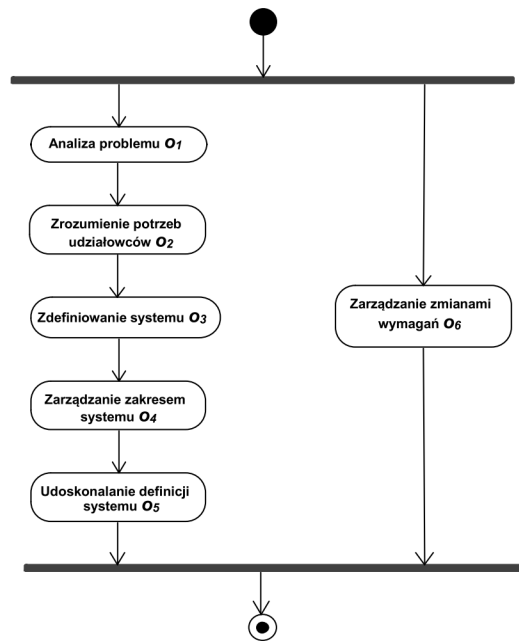 Analiza problemu O1
Zrozumienie potrzeb
udziałowców O2
Zdefiniowanie systemu O3
Zarządzanie zakresem
systemu O4
Udoskonalanie definicji
systemu O5
Zarządzanie zmianami
wymagań O6